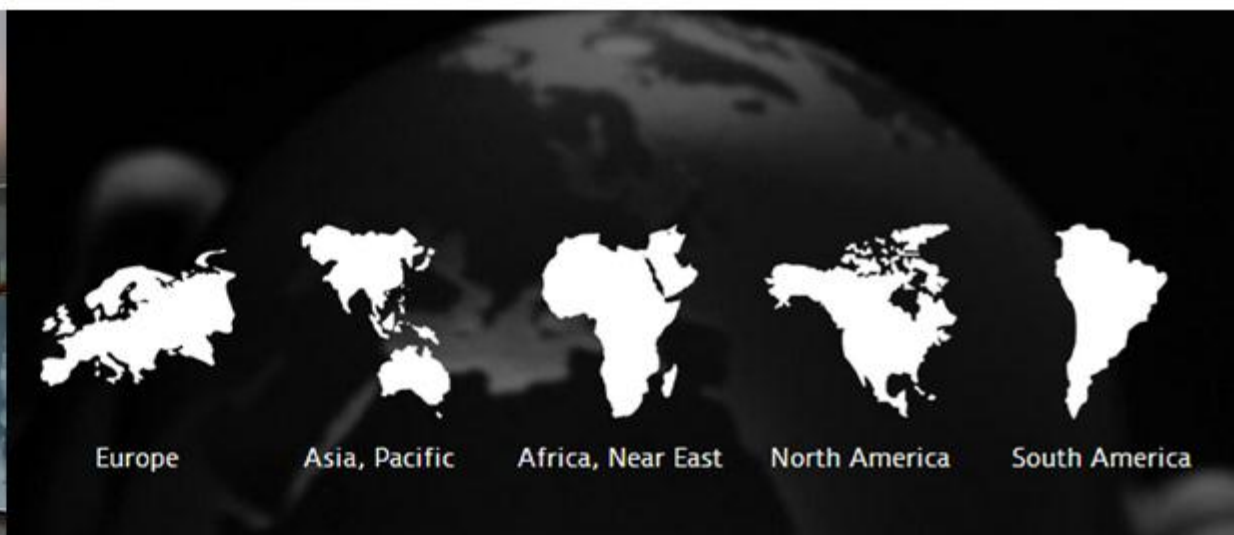 Europe
Asia, Pacific
Africa, Near East
North America
South America